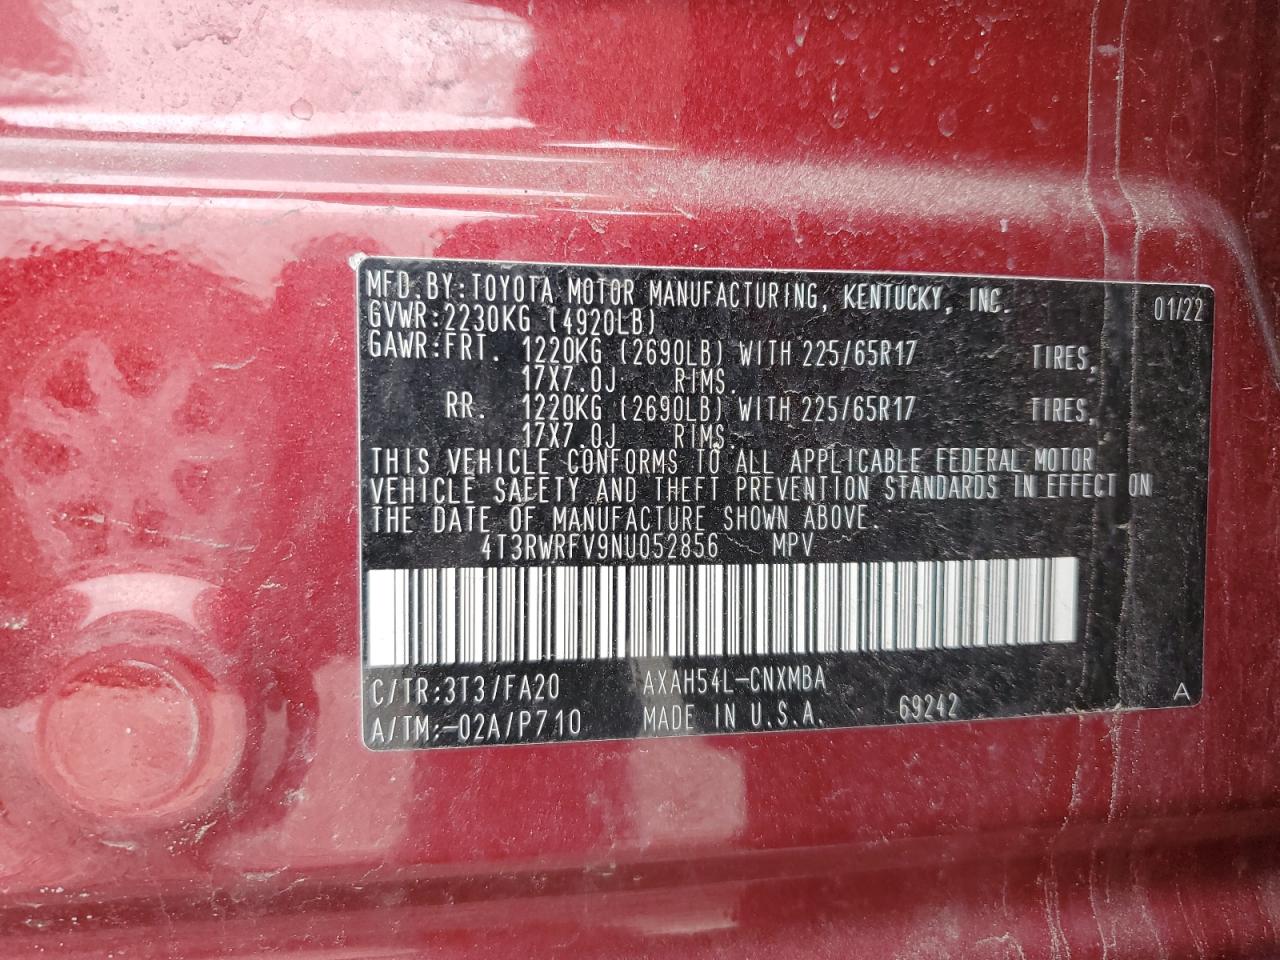 MFD.BY:TOYOTA MOTOR MANUFACTURING, KENTUCKY, INC. 01/22
GVWR:2230KG (4920LB)
GAWR:FRT. 1220KG (2690LB) WITH 225/65R17 TIRES,
17X7.0J RIMS.
RR. 1220KG (2690LB) WITH 225/65R17 TIRES,
17X7.0J RIMS.
THIS VEHICLE CONFORMS TO ALL APPLICABLE FEDERAL MOTOR
VEHICLE SAFETY AND THEFT PREVENTION STANDARDS IN EFFECT ON
THE DATE OF MANUFACTURE SHOWN ABOVE.
4T3RWRFV9NU052856 MPV
C/TR:3T3/FA20 AXAH54L-CNXMBA A
A/TM:-02A/P710 MADE IN U.S.A. 69242